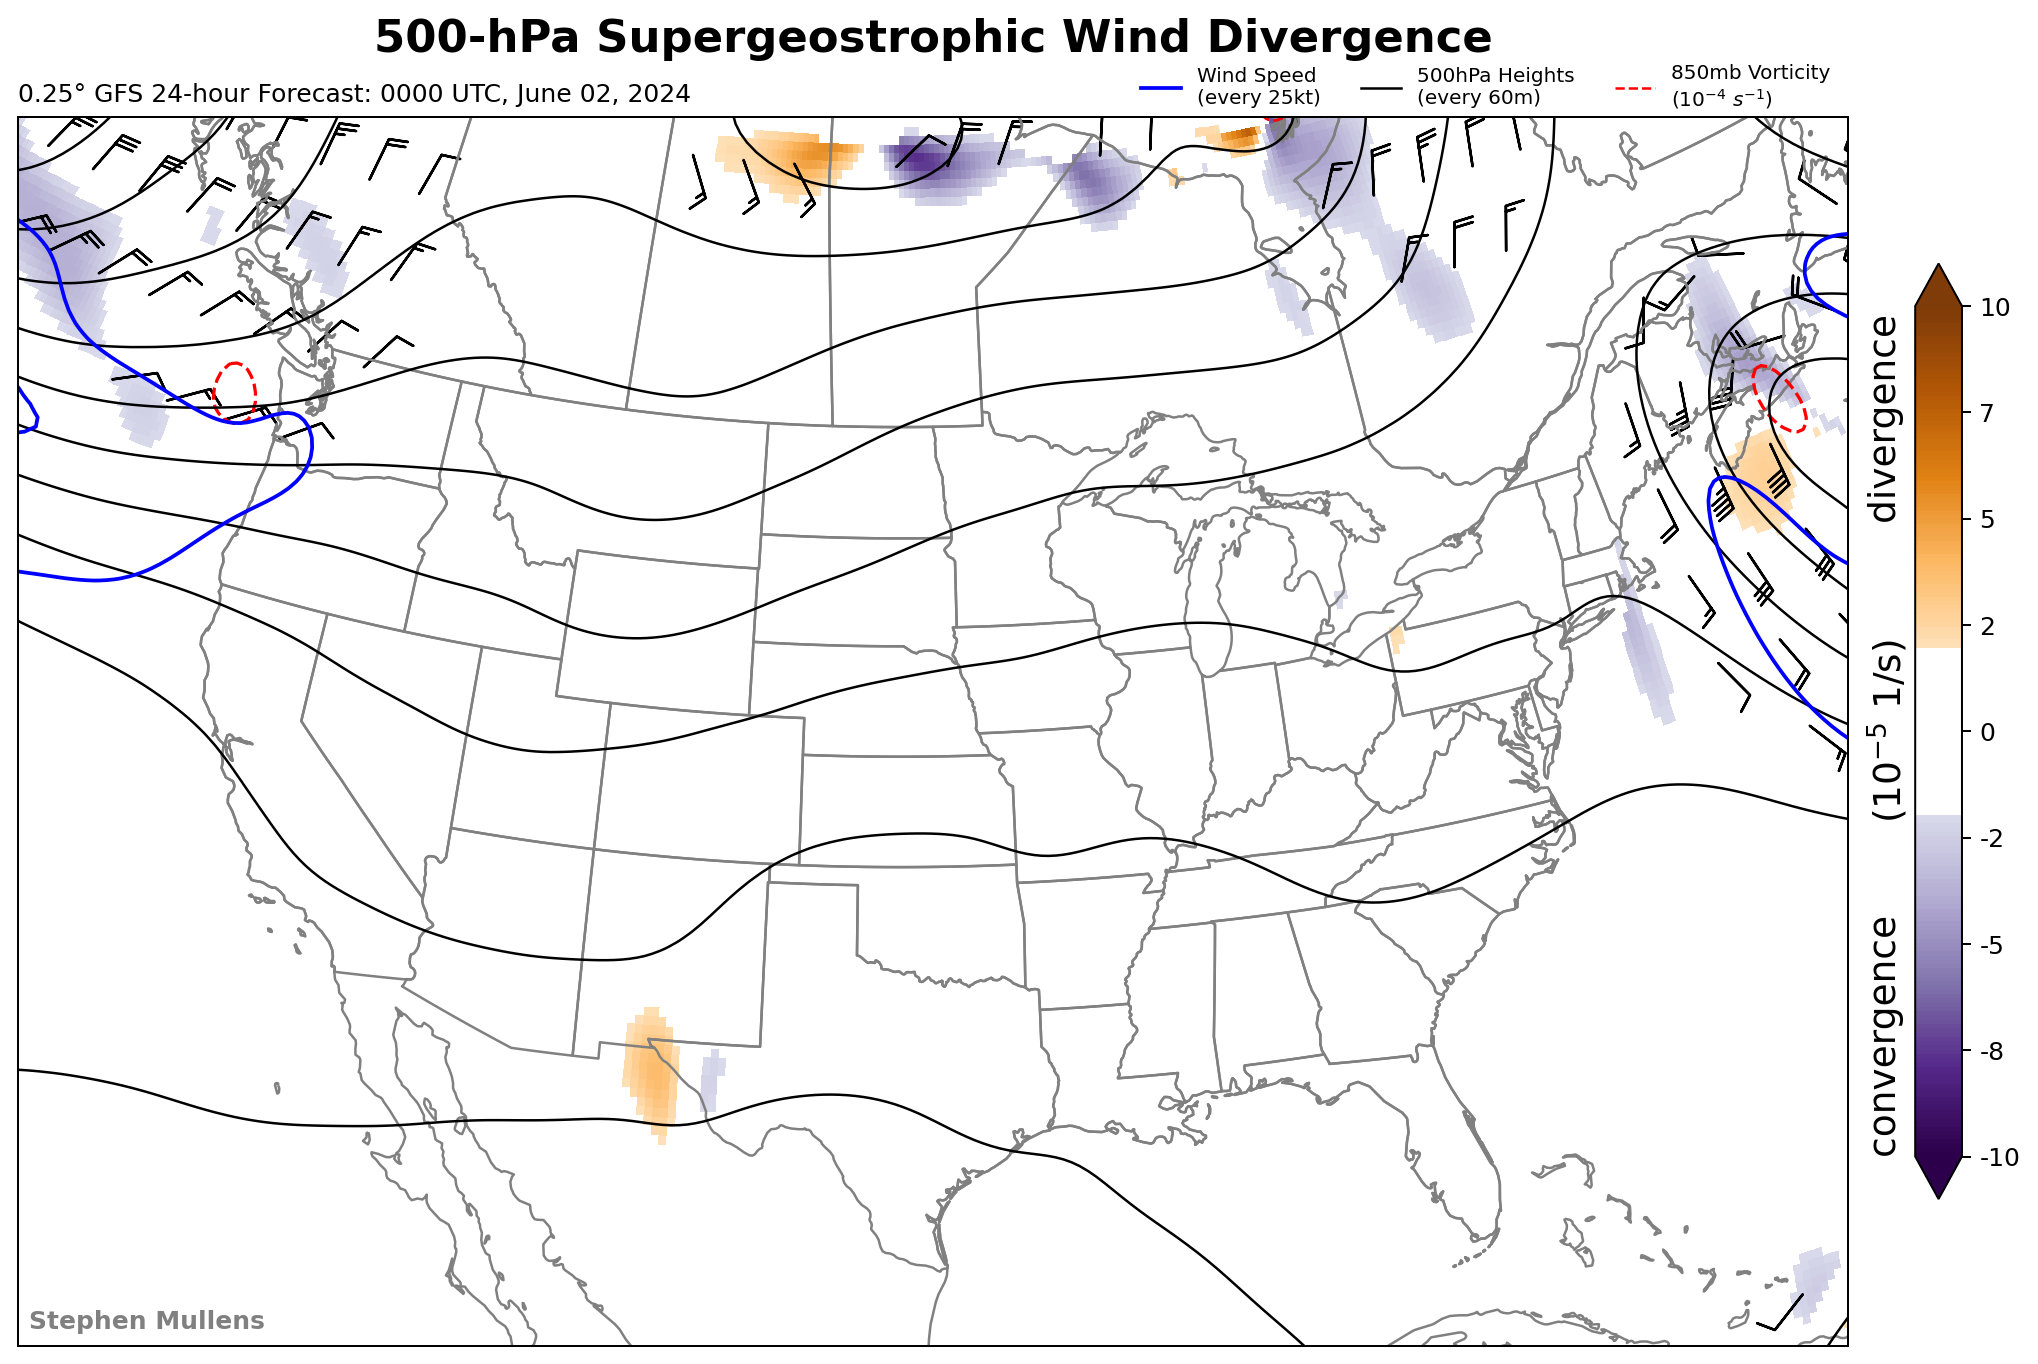 500-hPa Supergeostrophic Wind Divergence
0.25° GFS 24-hour Forecast: 0000 UTC, June 02, 2024
Wind Speed
(every 25kt)
500hPa Heights
(every 60m)
850mb Vorticity
(10⁻⁴ s⁻¹)
10
7
5
2
0
-2
-5
-8
-10
convergence (10⁻⁵ 1/s) divergence
Stephen Mullens